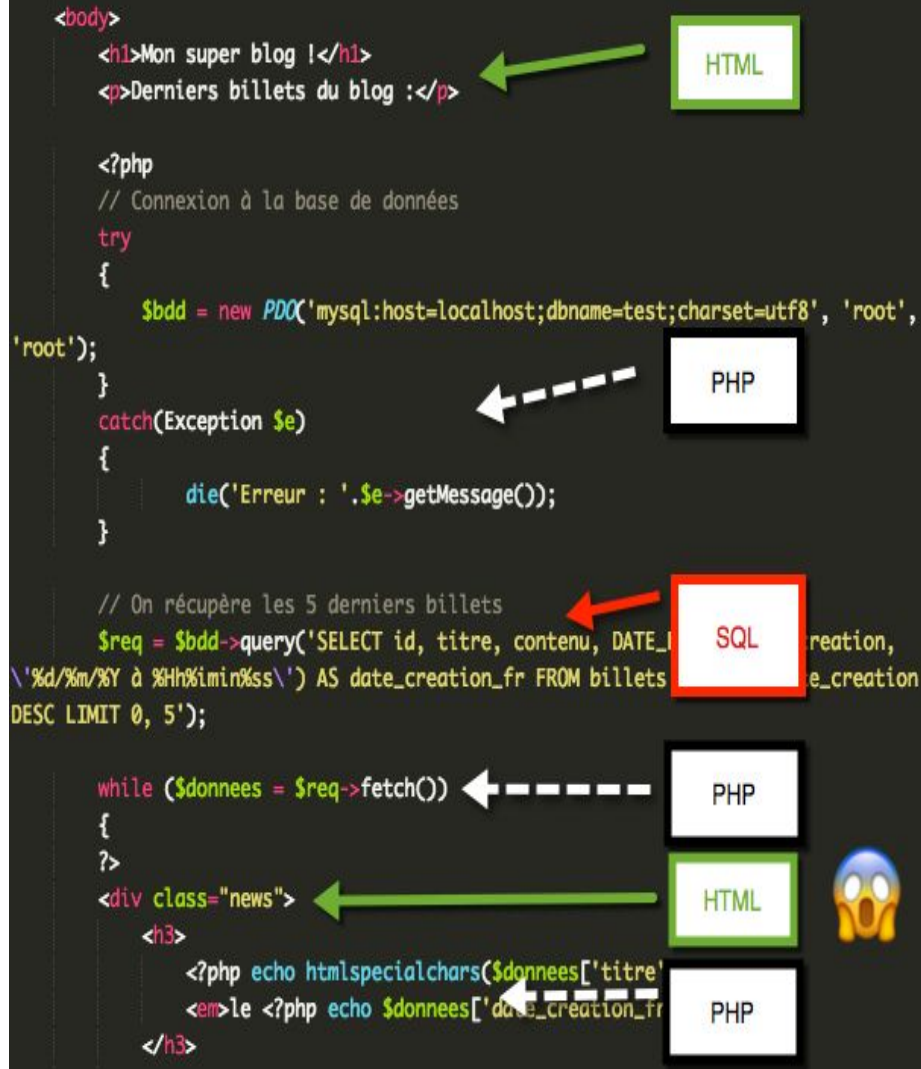 <body>
<h1>Mon super blog !</h1>
HTML
<p>Derniers billets du blog :</p>
<?php
// Connexion à la base de données
try
{
$bdd = new PDO('mysql:host=localhost;dbname=test;charset=utf8', 'root',
'root');
}
PHP
catch(Exception $e)
{
die('Erreur : '.$e->getMessage());
}
// On récupère les 5 derniers billets
SQL
$req = $bdd->query('SELECT id, titre, contenu, reation,
\'%d/%m/%Y à %Hh%imin%ss\') AS date_creation_fr FROM billets e_creation
DESC LIMIT 0, 5');
while ($donnees = $req->fetch())
PHP
{
?>
<div class="news">
HTML
<h3>
<?php echo htmlspecialchars($donnees['titre'
<em>le <?php echo $donnees['date_creation_fr
PHP
</h3>